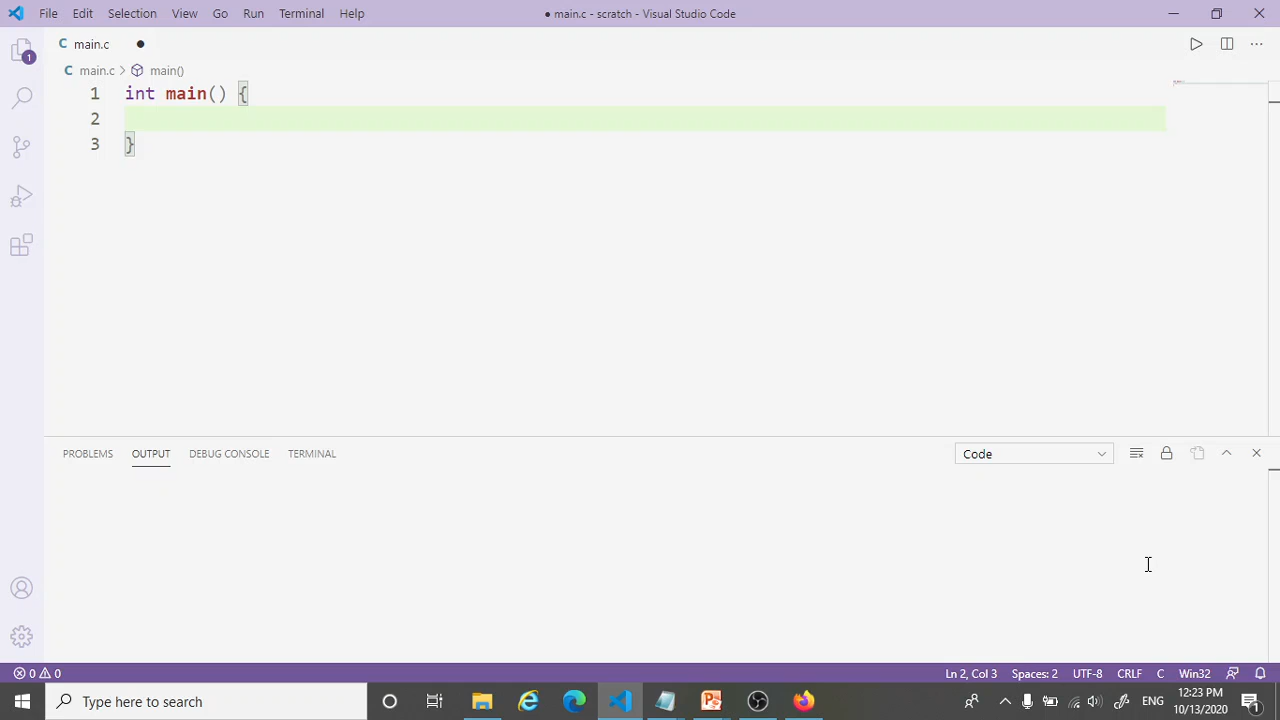 File Edit Selection View Go Run Terminal Help ● main.c - scratch - Visual Studio Code
1
C main.c ●
C main.c > main()
1 int main() {
2
3 }
PROBLEMS OUTPUT DEBUG CONSOLE TERMINAL Code
0 0 Ln 2, Col 3 Spaces: 2 UTF-8 CRLF C Win32
Type here to search ENG 12:23 PM
10/13/2020 1